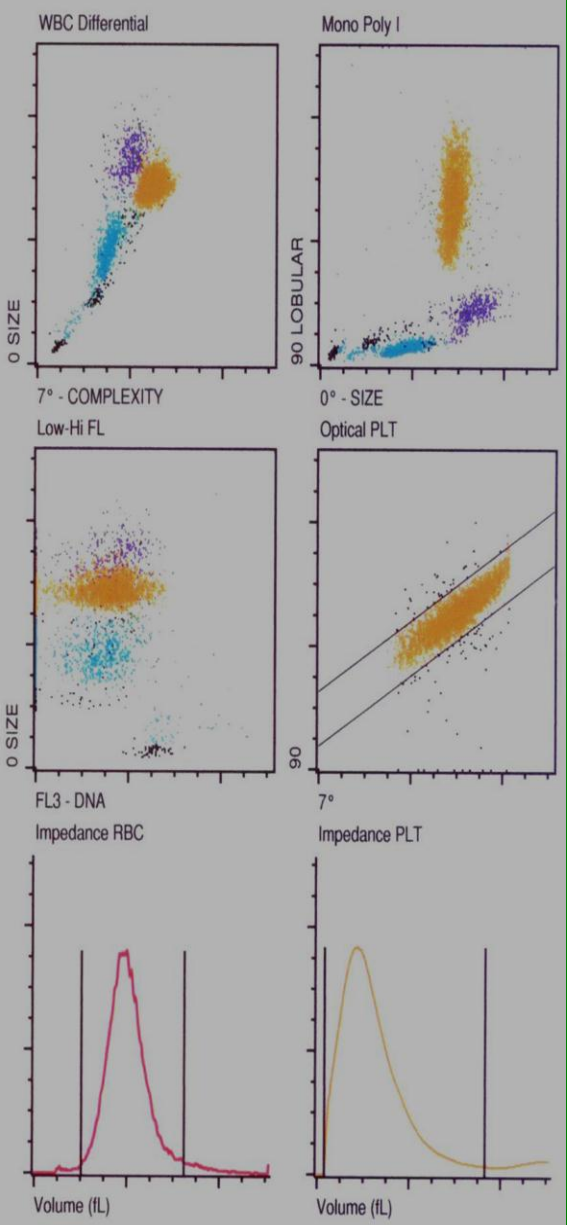 WBC Differential
Mono Poly I
0 SIZE
90 LOBULAR
7° - COMPLEXITY
0° - SIZE
Low-Hi FL
Optical PLT
0 SIZE
90
FL3 - DNA
7°
Impedance RBC
Impedance PLT
Volume (fL)
Volume (fL)